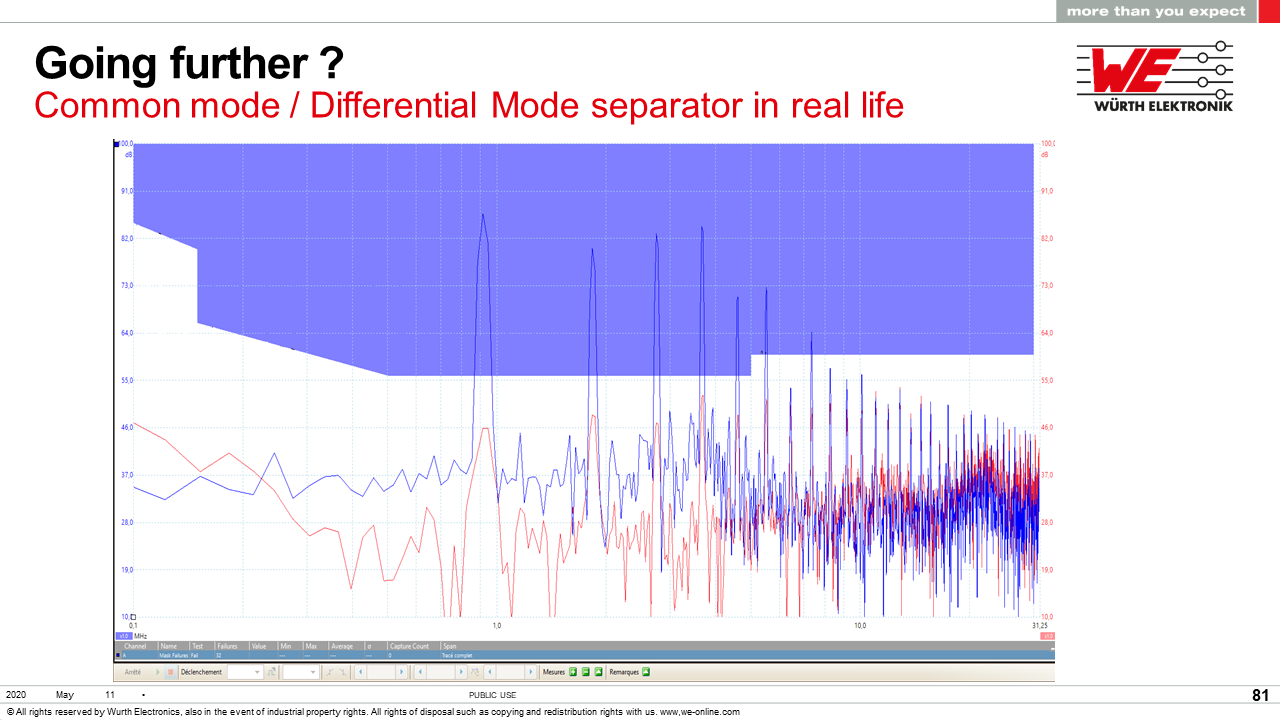 more than you expect
Going further ?
Common mode / Differential Mode separator in real life
WE
WÜRTH ELEKTRONIK
100,0 100,0
dB dB
91,0 91,0
82,0 82,0
73,0 73,0
64,0 64,0
55,0 55,0
46,0 46,0
37,0 37,0
28,0 28,0
19,0 19,0
10,0 10,0
0,1 1,0 10,0 31,25
x1.0 MHz x1.0
Channel Name Test Failures Value Min Max Average σ Capture Count Span
A Mask Failures Fail 32 --- --- --- --- --- 0 Tracé complet
Arrêté Déclenchement Mesures Remarques
2020 May 11 • PUBLIC USE 81
© All rights reserved by Wurth Electronics, also in the event of industrial property rights. All rights of disposal such as copying and redistribution rights with us. www,we-online.com